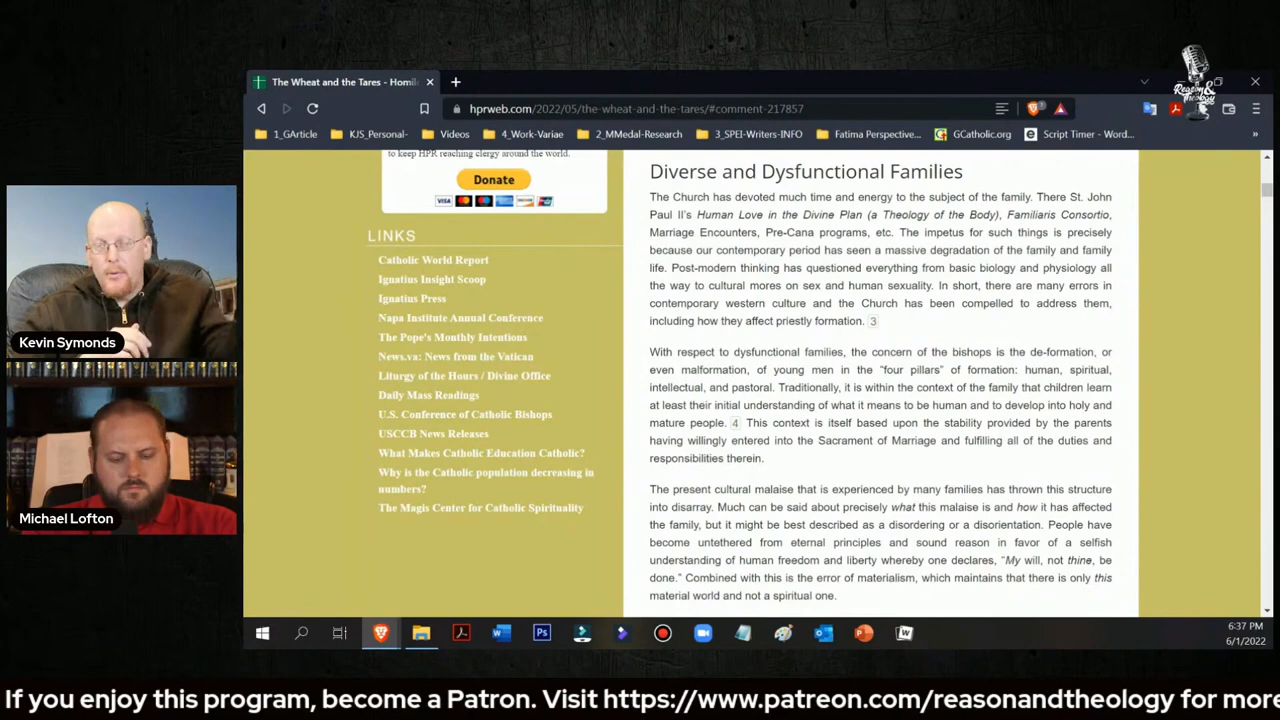 The Wheat and the Tares - Homil
REASON &
THEOLOGY
hprweb.com/2022/05/the-wheat-and-the-tares/#comment-217857
1_GArticle
KJS_Personal-
Videos
4_Work-Variae
2_MMedal-Research
3_SPEI-Writers-INFO
Fatima Perspective...
GCatholic.org
Script Timer - Word...
to keep HPR reaching clergy around the world.
Donate
VISA
LINKS
Catholic World Report
Ignatius Insight Scoop
Ignatius Press
Napa Institute Annual Conference
The Pope's Monthly Intentions
News.va: News from the Vatican
Liturgy of the Hours / Divine Office
Daily Mass Readings
U.S. Conference of Catholic Bishops
USCCB News Releases
What Makes Catholic Education Catholic?
Why is the Catholic population decreasing in
numbers?
The Magis Center for Catholic Spirituality
Diverse and Dysfunctional Families
The Church has devoted much time and energy to the subject of the family. There St. John
Paul II's Human Love in the Divine Plan (a Theology of the Body), Familiaris Consortio,
Marriage Encounters, Pre-Cana programs, etc. The impetus for such things is precisely
because our contemporary period has seen a massive degradation of the family and family
life. Post-modern thinking has questioned everything from basic biology and physiology all
the way to cultural mores on sex and human sexuality. In short, there are many errors in
contemporary western culture and the Church has been compelled to address them,
including how they affect priestly formation. 3
With respect to dysfunctional families, the concern of the bishops is the de-formation, or
even malformation, of young men in the “four pillars” of formation: human, spiritual,
intellectual, and pastoral. Traditionally, it is within the context of the family that children learn
at least their initial understanding of what it means to be human and to develop into holy and
mature people. 4 This context is itself based upon the stability provided by the parents
having willingly entered into the Sacrament of Marriage and fulfilling all of the duties and
responsibilities therein.
The present cultural malaise that is experienced by many families has thrown this structure
into disarray. Much can be said about precisely what this malaise is and how it has affected
the family, but it might be best described as a disordering or a disorientation. People have
become untethered from eternal principles and sound reason in favor of a selfish
understanding of human freedom and liberty whereby one declares, “My will, not thine, be
done.” Combined with this is the error of materialism, which maintains that there is only this
material world and not a spiritual one.
Kevin Symonds
Michael Lofton
6:37 PM
6/1/2022
If you enjoy this program, become a Patron. Visit https://www.patreon.com/reasonandtheology for more